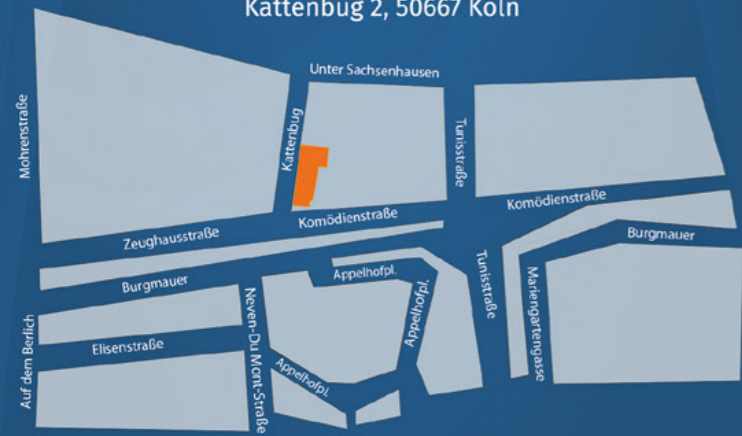 Kattenbug 2, 50667 Köln
Unter Sachsenhausen
Mohrenstraße
Kattenbug
Tunisstraße
Komödienstraße
Komödienstraße
Zeughausstraße
Burgmauer
Burgmauer
Appelhofpl.
Tunisstraße
Mariengartengasse
Appelhofpl.
Neven-Du Mont-Straße
Auf dem Berlich
Elisenstraße
Appelhofpl.